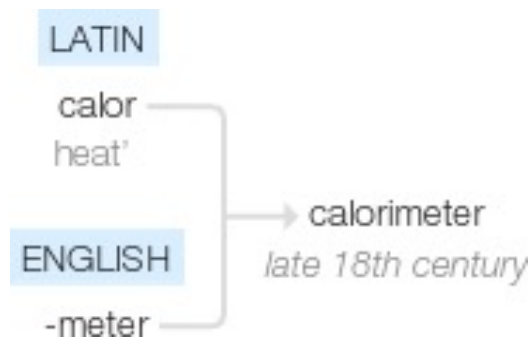 LATIN
calor
heat’
calorimeter
late 18th century
ENGLISH
-meter